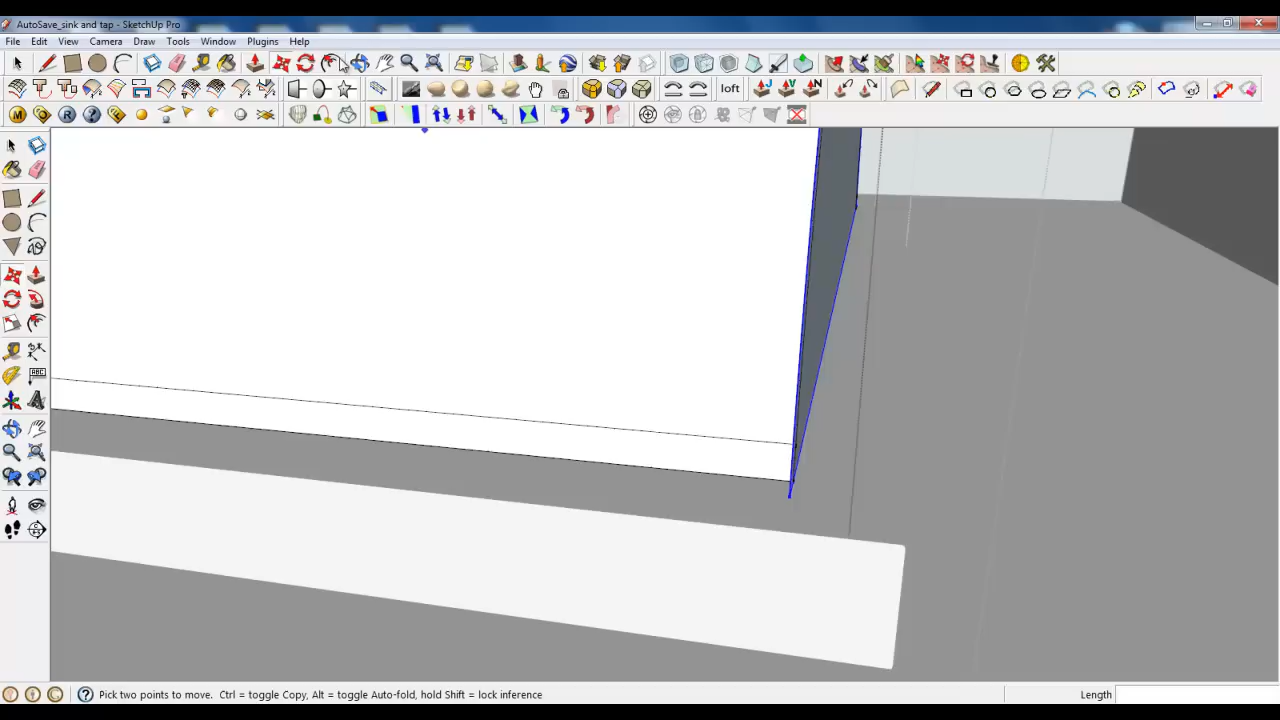 AutoSave_sink and tap - SketchUp Pro
File Edit View Camera Draw Tools Window Plugins Help
loft
M R ?
ABC
Pick two points to move. Ctrl = toggle Copy, Alt = toggle Auto-fold, hold Shift = lock inference
Length